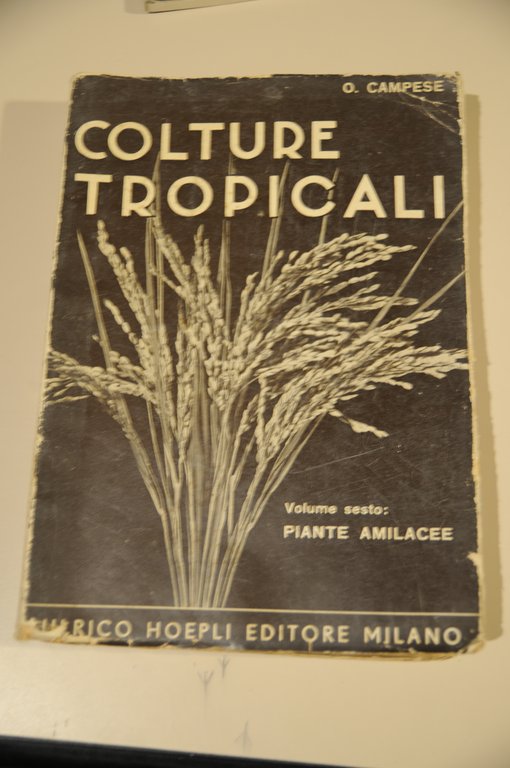 O. CAMPESE
COLTURE
TROPICALI
Volume sesto:
PIANTE AMILACEE
HOEPLI EDITORE MILANO